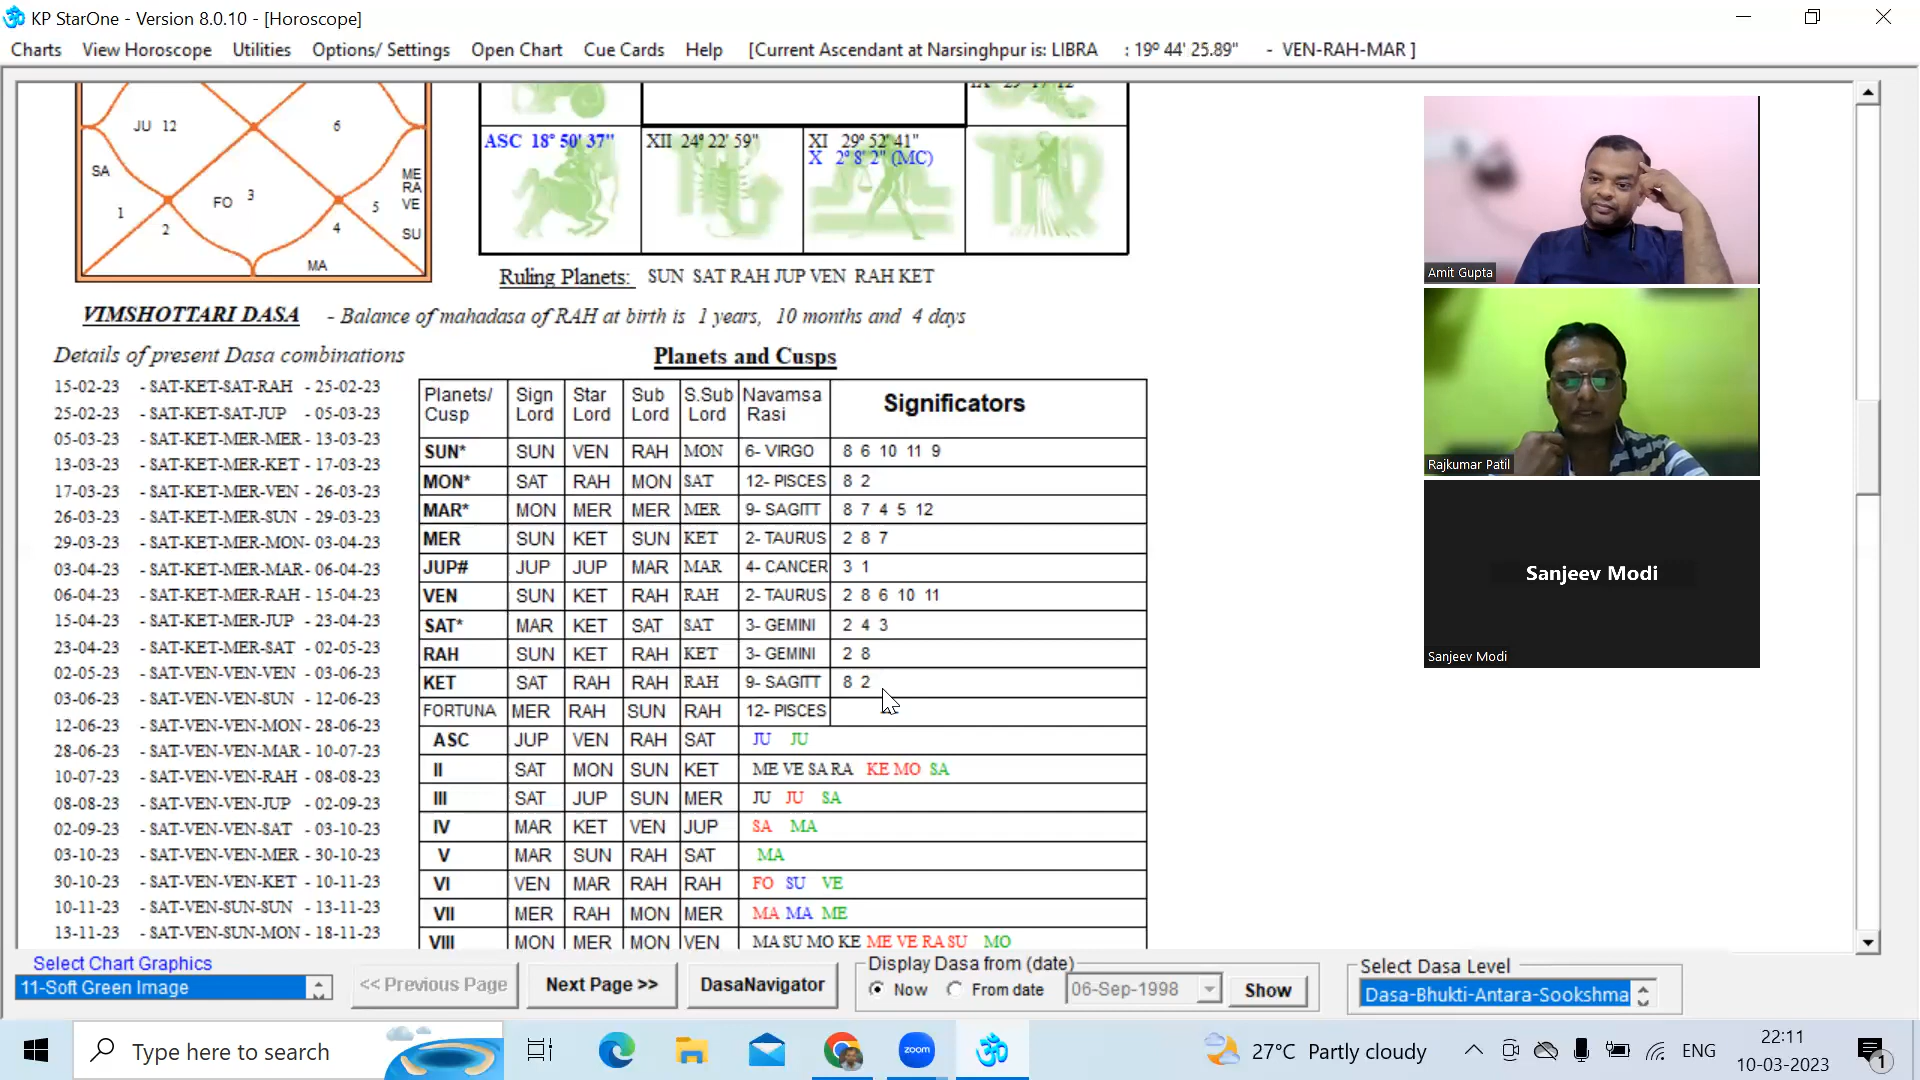 KP StarOne - Version 8.0.10 - [Horoscope]
Charts View Horoscope Utilities Options/ Settings Open Chart Cue Cards Help [Current Ascendant at Narsinghpur is: LIBRA : 19º 44' 25.89" - VEN-RAH-MAR ]
JU 12
6
SA
FO 3
ME
RA
VE
SU
1
5
2
4
MA
IX 29° 17' 12"
ASC 18° 50' 37"
XII 24° 22' 59"
XI 29° 52' 41"
X 2° 8' 2" (MC)
Ruling Planets: SUN SAT RAH JUP VEN RAH KET
VIMSHOTTARI DASA - Balance of mahadasa of RAH at birth is 1 years, 10 months and 4 days
Details of present Dasa combinations
15-02-23 - SAT-KET-SAT-RAH - 25-02-23
25-02-23 - SAT-KET-SAT-JUP - 05-03-23
05-03-23 - SAT-KET-MER-MER - 13-03-23
13-03-23 - SAT-KET-MER-KET - 17-03-23
17-03-23 - SAT-KET-MER-VEN - 26-03-23
26-03-23 - SAT-KET-MER-SUN - 29-03-23
29-03-23 - SAT-KET-MER-MON - 03-04-23
03-04-23 - SAT-KET-MER-MAR - 06-04-23
06-04-23 - SAT-KET-MER-RAH - 15-04-23
15-04-23 - SAT-KET-MER-JUP - 23-04-23
23-04-23 - SAT-KET-MER-SAT - 02-05-23
02-05-23 - SAT-VEN-VEN-VEN - 03-06-23
03-06-23 - SAT-VEN-VEN-SUN - 12-06-23
12-06-23 - SAT-VEN-VEN-MON - 28-06-23
28-06-23 - SAT-VEN-VEN-MAR - 10-07-23
10-07-23 - SAT-VEN-VEN-RAH - 08-08-23
08-08-23 - SAT-VEN-VEN-JUP - 02-09-23
02-09-23 - SAT-VEN-VEN-SAT - 03-10-23
03-10-23 - SAT-VEN-VEN-MER - 30-10-23
30-10-23 - SAT-VEN-VEN-KET - 10-11-23
10-11-23 - SAT-VEN-SUN-SUN - 13-11-23
13-11-23 - SAT-VEN-SUN-MON - 18-11-23
Planets and Cusps
Planets/ Cusp Sign Lord Star Lord Sub Lord S.Sub Lord Navamsa Rasi Significators
SUN* SUN VEN RAH MON 6- VIRGO 8 6 10 11 9
MON* SAT RAH MON SAT 12- PISCES 8 2
MAR* MON MER MER MER 9- SAGITT 8 7 4 5 12
MER SUN KET SUN KET 2- TAURUS 2 8 7
JUP# JUP JUP MAR MAR 4- CANCER 3 1
VEN SUN KET RAH RAH 2- TAURUS 2 8 6 10 11
SAT* MAR KET SAT SAT 3- GEMINI 2 4 3
RAH SUN KET RAH KET 3- GEMINI 2 8
KET SAT RAH RAH RAH 9- SAGITT 8 2
FORTUNA MER RAH SUN RAH 12- PISCES
ASC JUP VEN RAH SAT JU JU
II SAT MON SUN KET ME VE SA RA KE MO SA
III SAT JUP SUN MER JU JU SA
IV MAR KET VEN JUP SA MA
V MAR SUN RAH SAT MA
VI VEN MAR RAH RAH FO SU VE
VII MER RAH MON MER MA MA ME
VIII MON MER MON VEN MA SU MO KE ME VE RA SU MO
Amit Gupta
Rajkumar Patil
Sanjeev Modi
Sanjeev Modi
Select Chart Graphics
11-Soft Green Image
<< Previous Page
Next Page >>
DasaNavigator
Display Dasa from (date)
Now From date 06-Sep-1998 Show
Select Dasa Level
Dasa-Bhukti-Antara-Sookshma
Type here to search
zoom
27°C Partly cloudy
ENG
22:11
10-03-2023
1